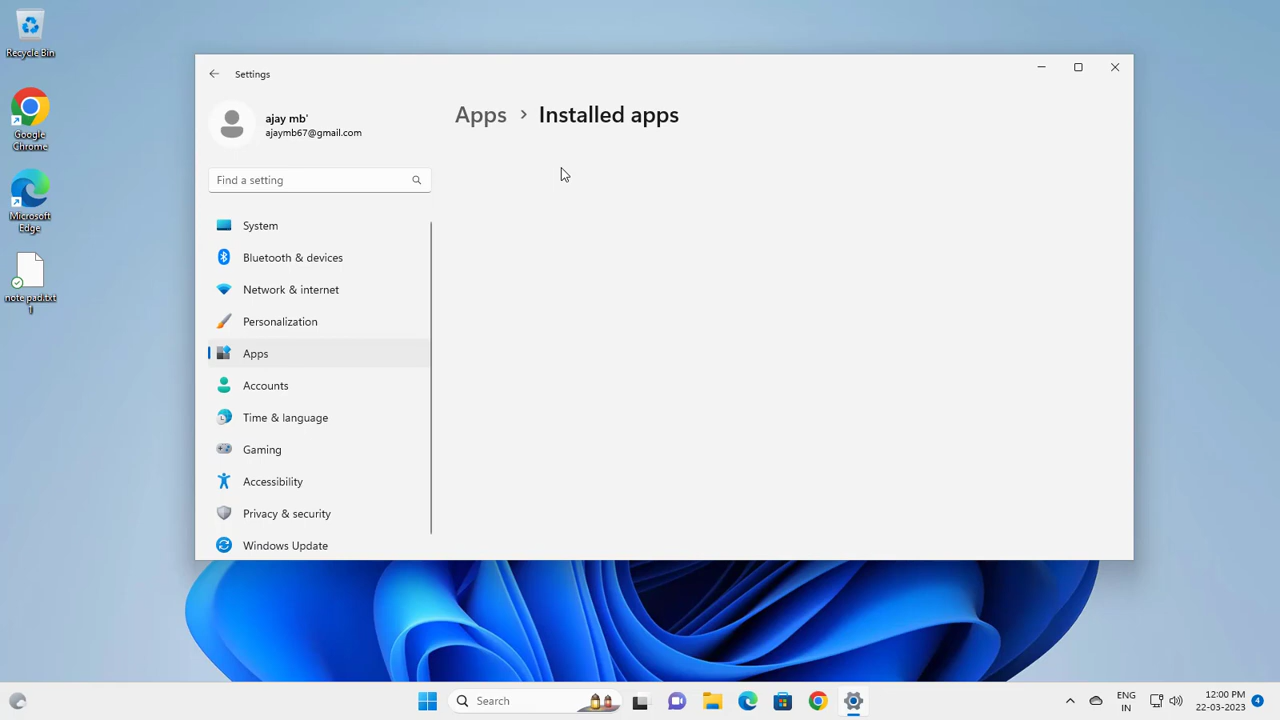 Recycle Bin
Google
Chrome
Microsoft
Edge
note pad.txt
Settings
ajay mb'
ajaymb67@gmail.com
Find a setting
System
Bluetooth & devices
Network & internet
Personalization
Apps
Accounts
Time & language
Gaming
Accessibility
Privacy & security
Windows Update
Apps > Installed apps
Search
ENG
IN
12:00 PM
22-03-2023
4